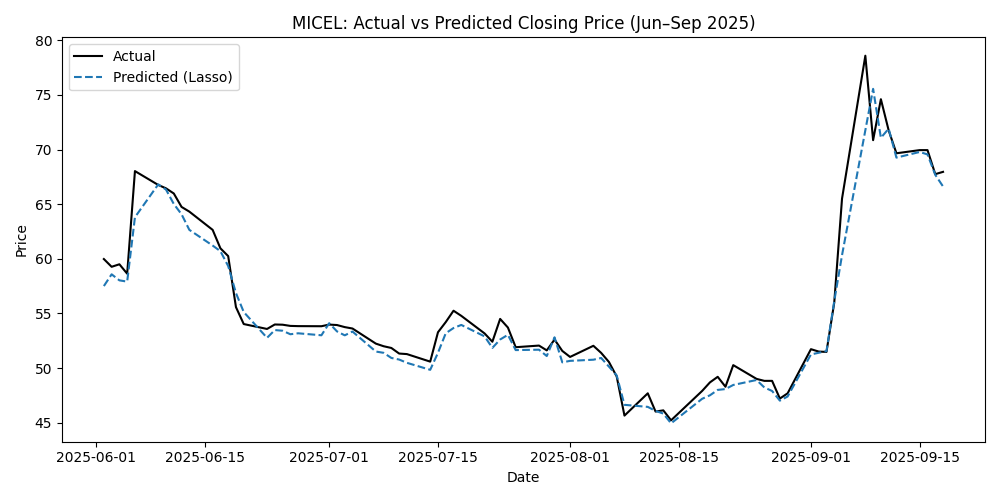 MICEL: Actual vs Predicted Closing Price (Jun–Sep 2025)
Actual
Predicted (Lasso)
Price
80
75
70
65
60
55
50
45
2025-06-01 2025-06-15 2025-07-01 2025-07-15 2025-08-01 2025-08-15 2025-09-01 2025-09-15
Date